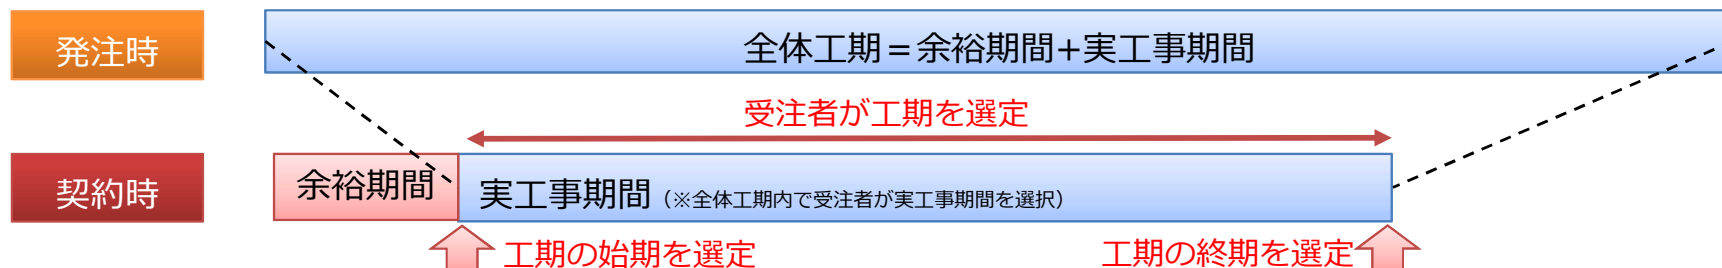 発注時
全体工期＝余裕期間+実工事期間
受注者が工期を選定
契約時
余裕期間
実工事期間（※全体工期内で受注者が実工事期間を選択）
工期の始期を選定
工期の終期を選定